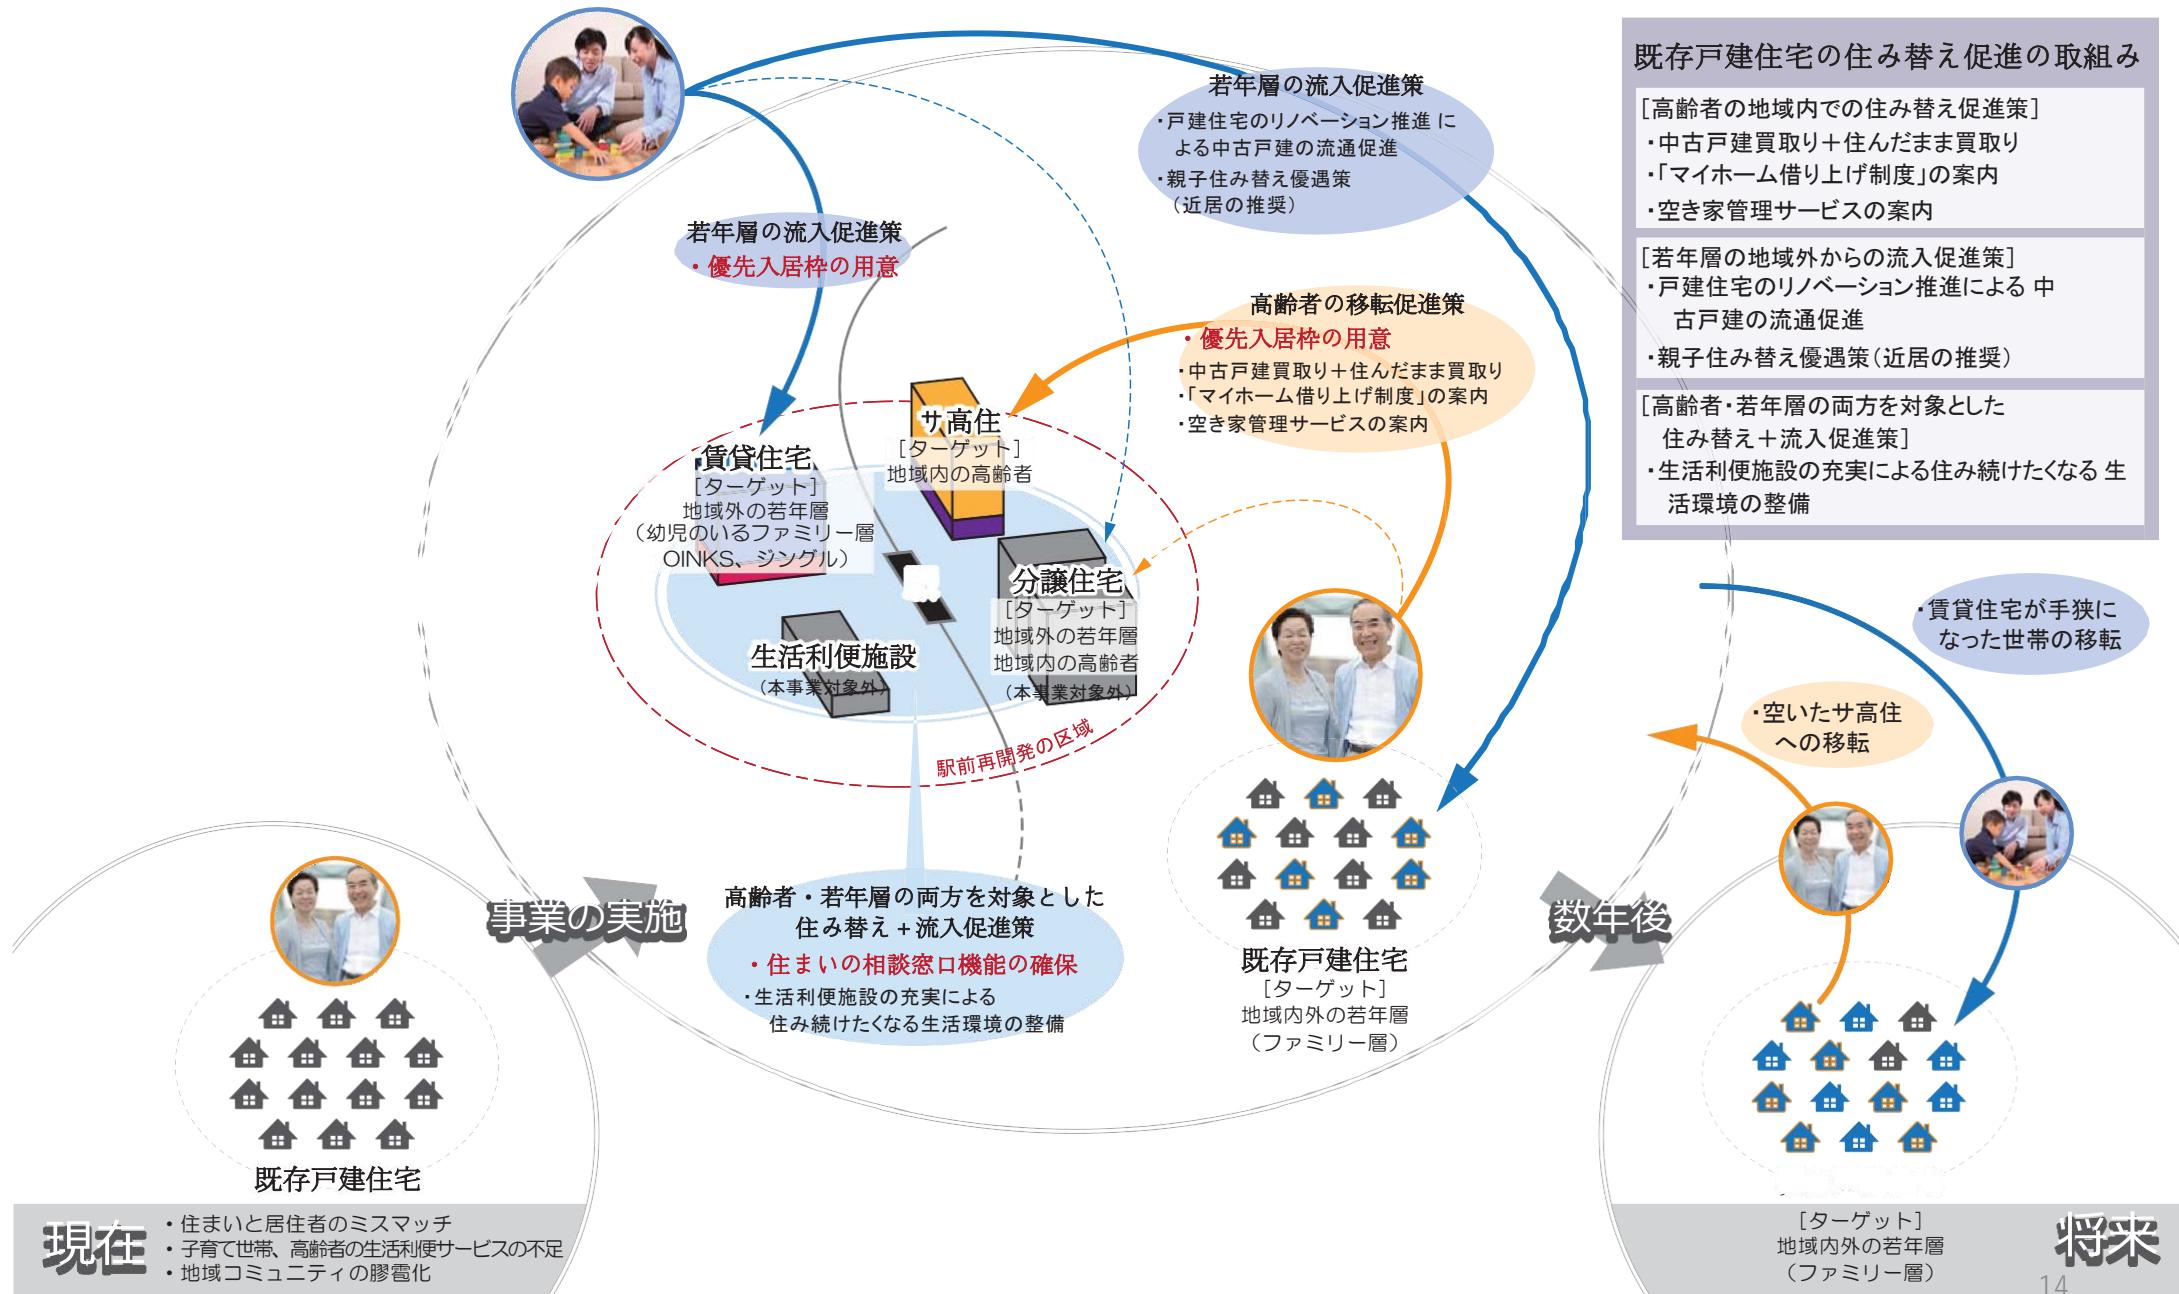 若年層の流入促進策
・戸建住宅のリノベーション推進 に
よる中古戸建の流通促進
・親子住み替え優遇策
（近居の推奨）
若年層の流入促進策
・優先入居枠の用意
高齢者の移転促進策
・優先入居枠の用意
・中古戸建買取り＋住んだまま買取り
・「マイホーム借り上げ制度」の案内
・空き家管理サービスの案内
サ高住
［ターゲット］
地域内の高齢者
賃貸住宅
［ターゲット］
地域外の若年層
（幼児のいるファミリー層
OINKS、ジングル）
分譲住宅
［ターゲット］
地域外の若年層
地域内の高齢者
（本事業対象外）
生活利便施設
（本事業対象外）
駅前再開発の区域
高齢者・若年層の両方を対象とした
住み替え＋流入促進策
・住まいの相談窓口機能の確保
・生活利便施設の充実による
住み続けたくなる生活環境の整備
既存戸建住宅
［ターゲット］
地域内外の若年層
（ファミリー層）
既存戸建住宅の住み替え促進の取組み
［高齢者の地域内での住み替え促進策］
・中古戸建買取り＋住んだまま買取り
・「マイホーム借り上げ制度」の案内
・空き家管理サービスの案内
［若年層の地域外からの流入促進策］
・戸建住宅のリノベーション推進による 中
古戸建の流通促進
・親子住み替え優遇策（近居の推奨）
［高齢者・若年層の両方を対象とした
住み替え＋流入促進策］
・生活利便施設の充実による住み続けたくなる 生
活環境の整備
・賃貸住宅が手狭に
なった世帯の移転
・空いたサ高住
への移転
事業の実施
数年後
既存戸建住宅
現在
・住まいと居住者のミスマッチ
・子育て世帯、高齢者の生活利便サービスの不足
・地域コミュニティの膠着化
［ターゲット］
地域内外の若年層
（ファミリー層）
将来
14